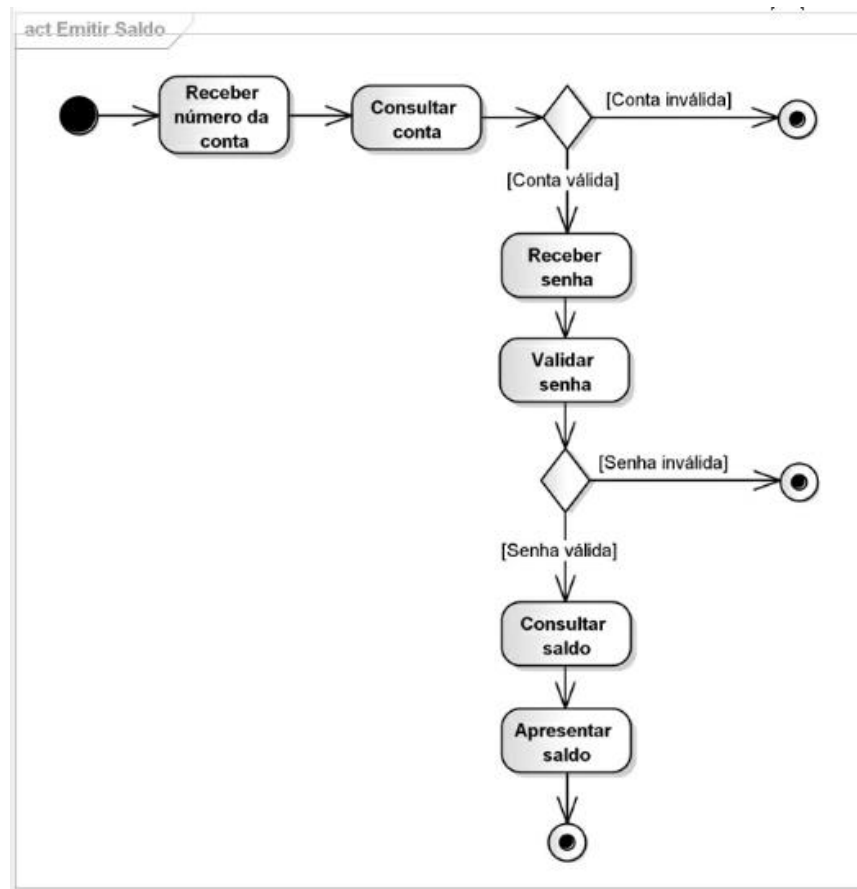 act Emitir Saldo
Receber
número da
conta
Consultar
conta
[Conta inválida]
[Conta válida]
Receber
senha
Validar
senha
[Senha inválida]
[Senha válida]
Consultar
saldo
Apresentar
saldo